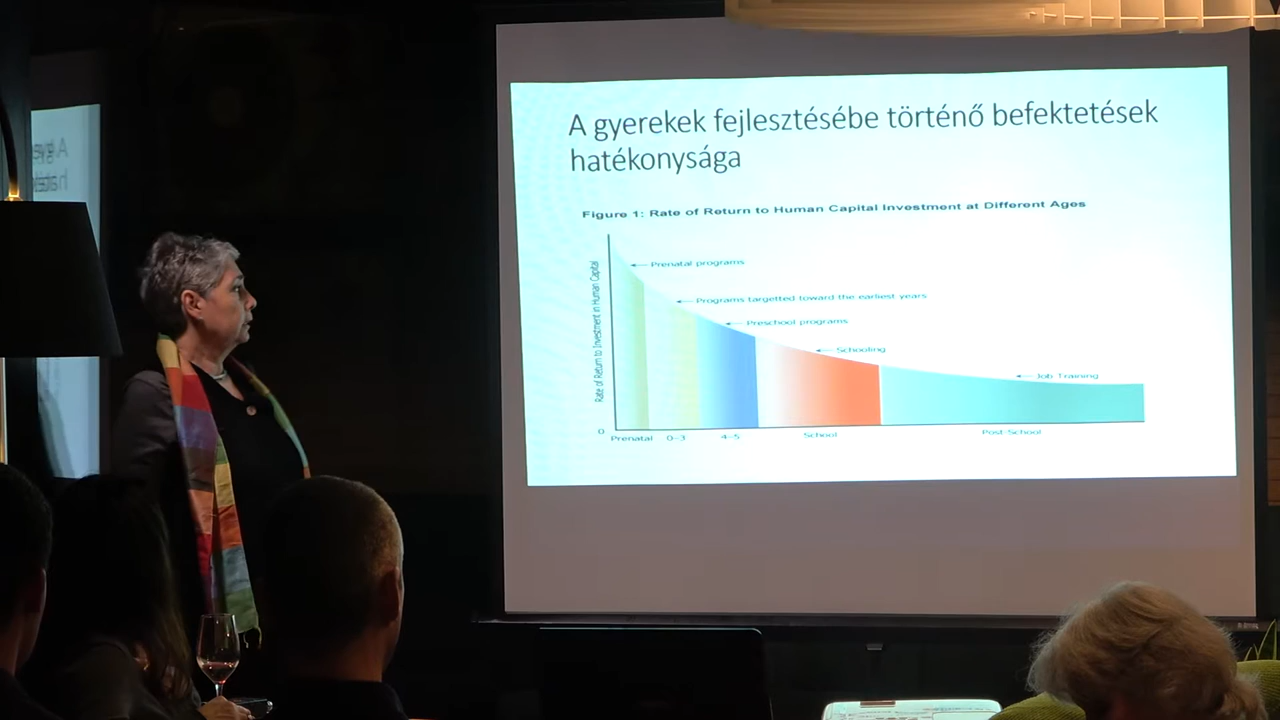 A gyerekek fejlesztésébe történő befektetések
hatékonysága
Figure 1: Rate of Return to Human Capital Investment at Different Ages
Rate of Return to Investment in Human Capital
Prenatal programs
Programs targetted toward the earliest years
Preschool programs
Schooling
Job Training
0
Prenatal 0-3 4-5 School Post-School